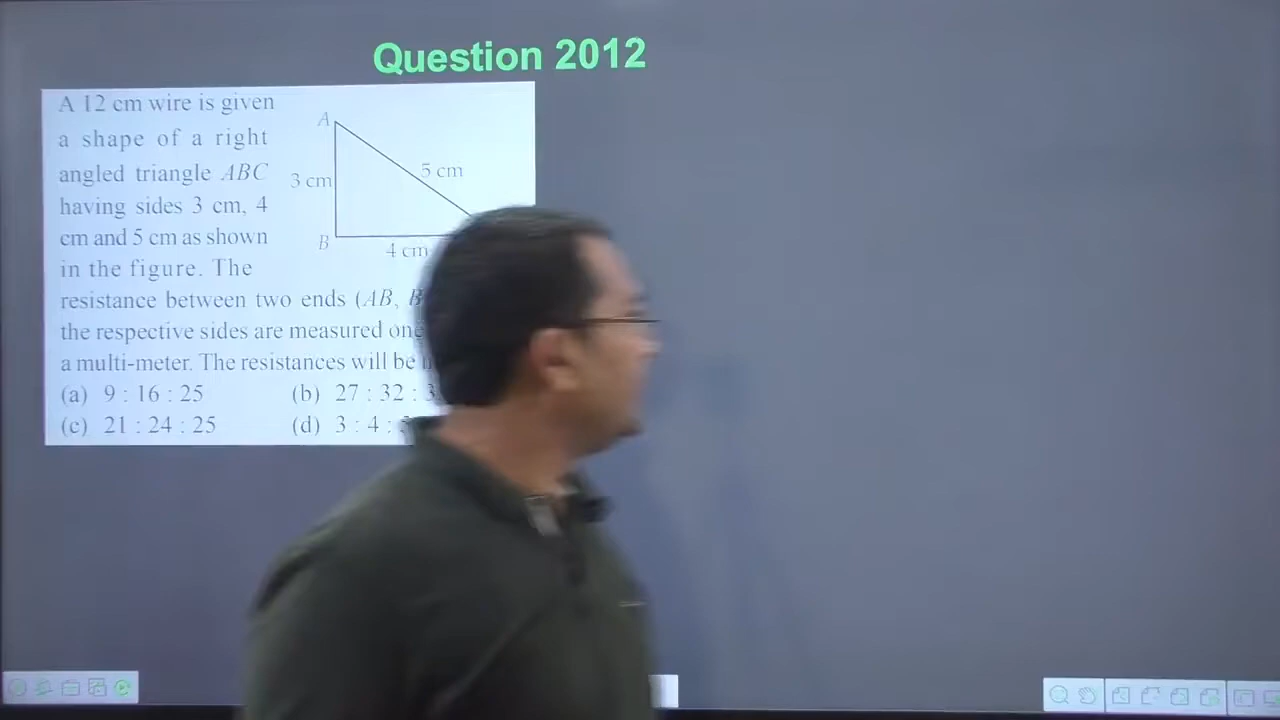 Question 2012
A 12 cm wire is given
a shape of a right
angled triangle ABC
having sides 3 cm, 4
cm and 5 cm as shown
in the figure. The
resistance between two ends (AB,
the respective sides are measured
a multi-meter. The resistances will be
(a) 9 : 16 : 25 (b) 27 : 32 :
(c) 21 : 24 : 25 (d) 3 : 4 :
A
5 cm
3 cm
B
4 cm